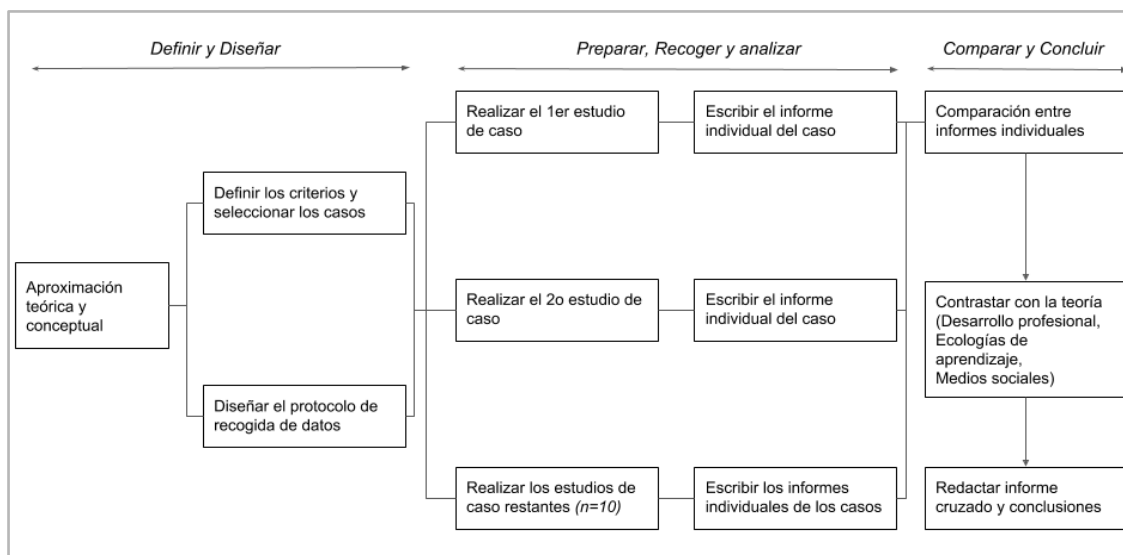 Definir y Diseñar
Preparar, Recoger y analizar
Comparar y Concluir
Aproximación
teórica y
conceptual
Definir los criterios y
seleccionar los casos
Diseñar el protocolo de
recogida de datos
Realizar el 1er estudio
de caso
Escribir el informe
individual del caso
Realizar el 2o estudio de
caso
Escribir el informe
individual del caso
Realizar los estudios de
caso restantes (n=10)
Escribir los informes
individuales de los casos
Comparación entre
informes individuales
Contrastar con la teoría
(Desarrollo profesional,
Ecologías de
aprendizaje,
Medios sociales)
Redactar informe
cruzado y conclusiones